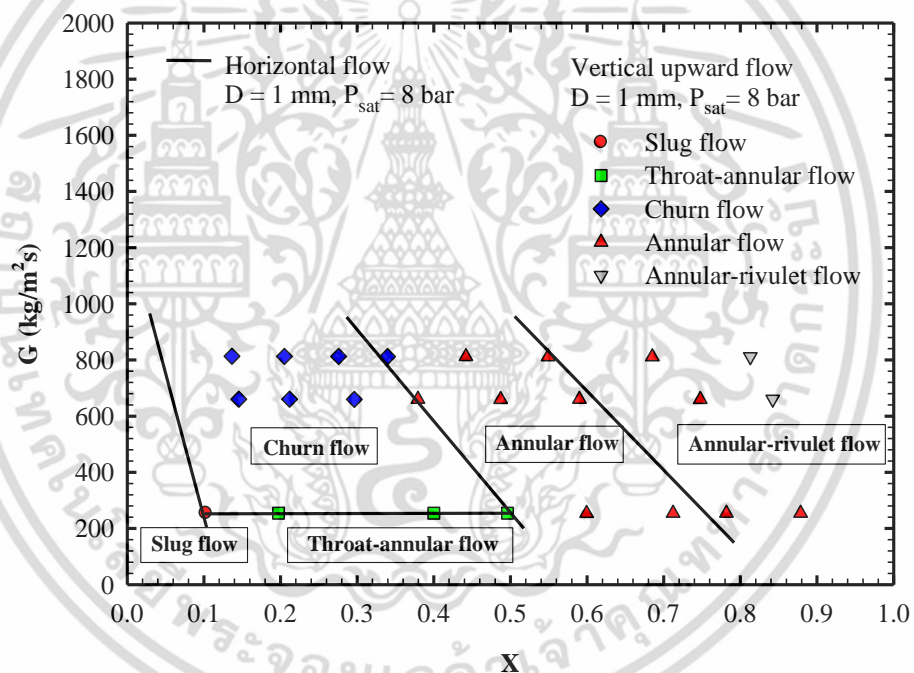 2000
1800
1600
1400
1200
1000
800
600
400
200
0
G (kg/m²s)
Horizontal flow
D = 1 mm, P_sat= 8 bar
Vertical upward flow
D = 1 mm, P_sat= 8 bar
Slug flow
Throat-annular flow
Churn flow
Annular flow
Annular-rivulet flow
Churn flow
Annular flow
Annular-rivulet flow
Slug flow
Throat-annular flow
0.0 0.1 0.2 0.3 0.4 0.5 0.6 0.7 0.8 0.9 1.0
X